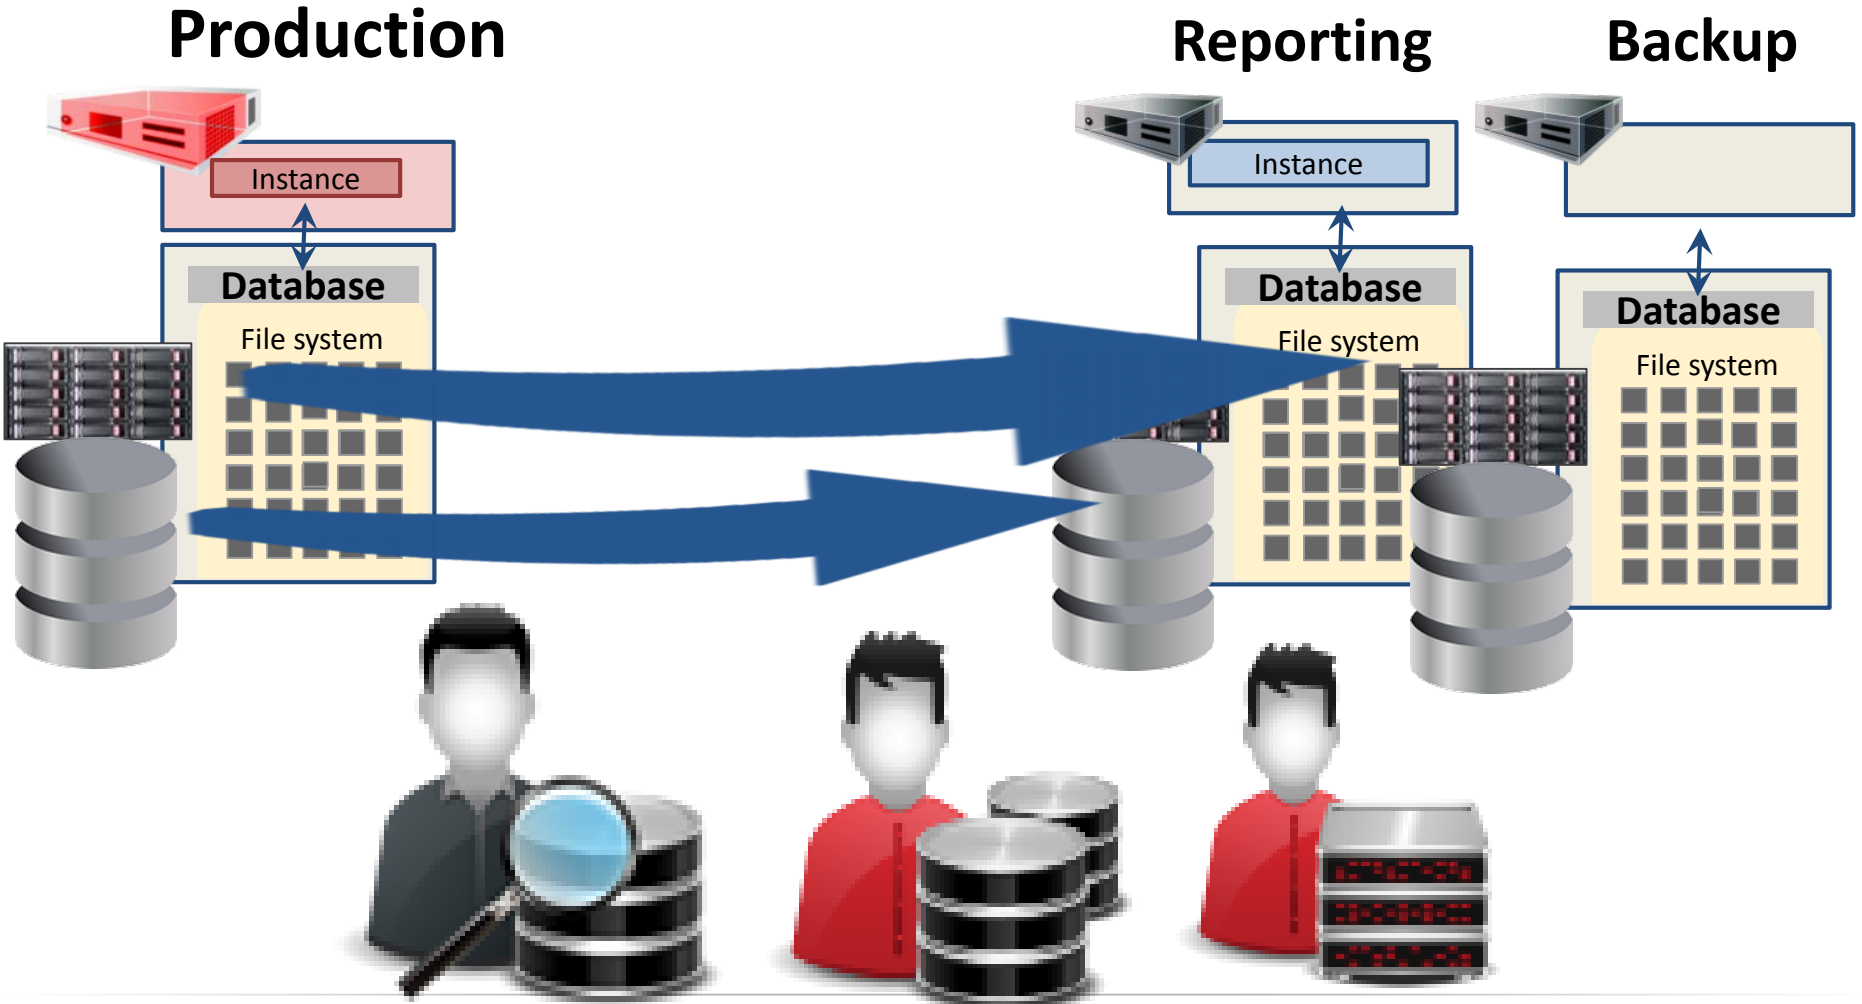 Production
Reporting
Backup
Instance
Instance
Database
Database
Database
File system
File system
File system